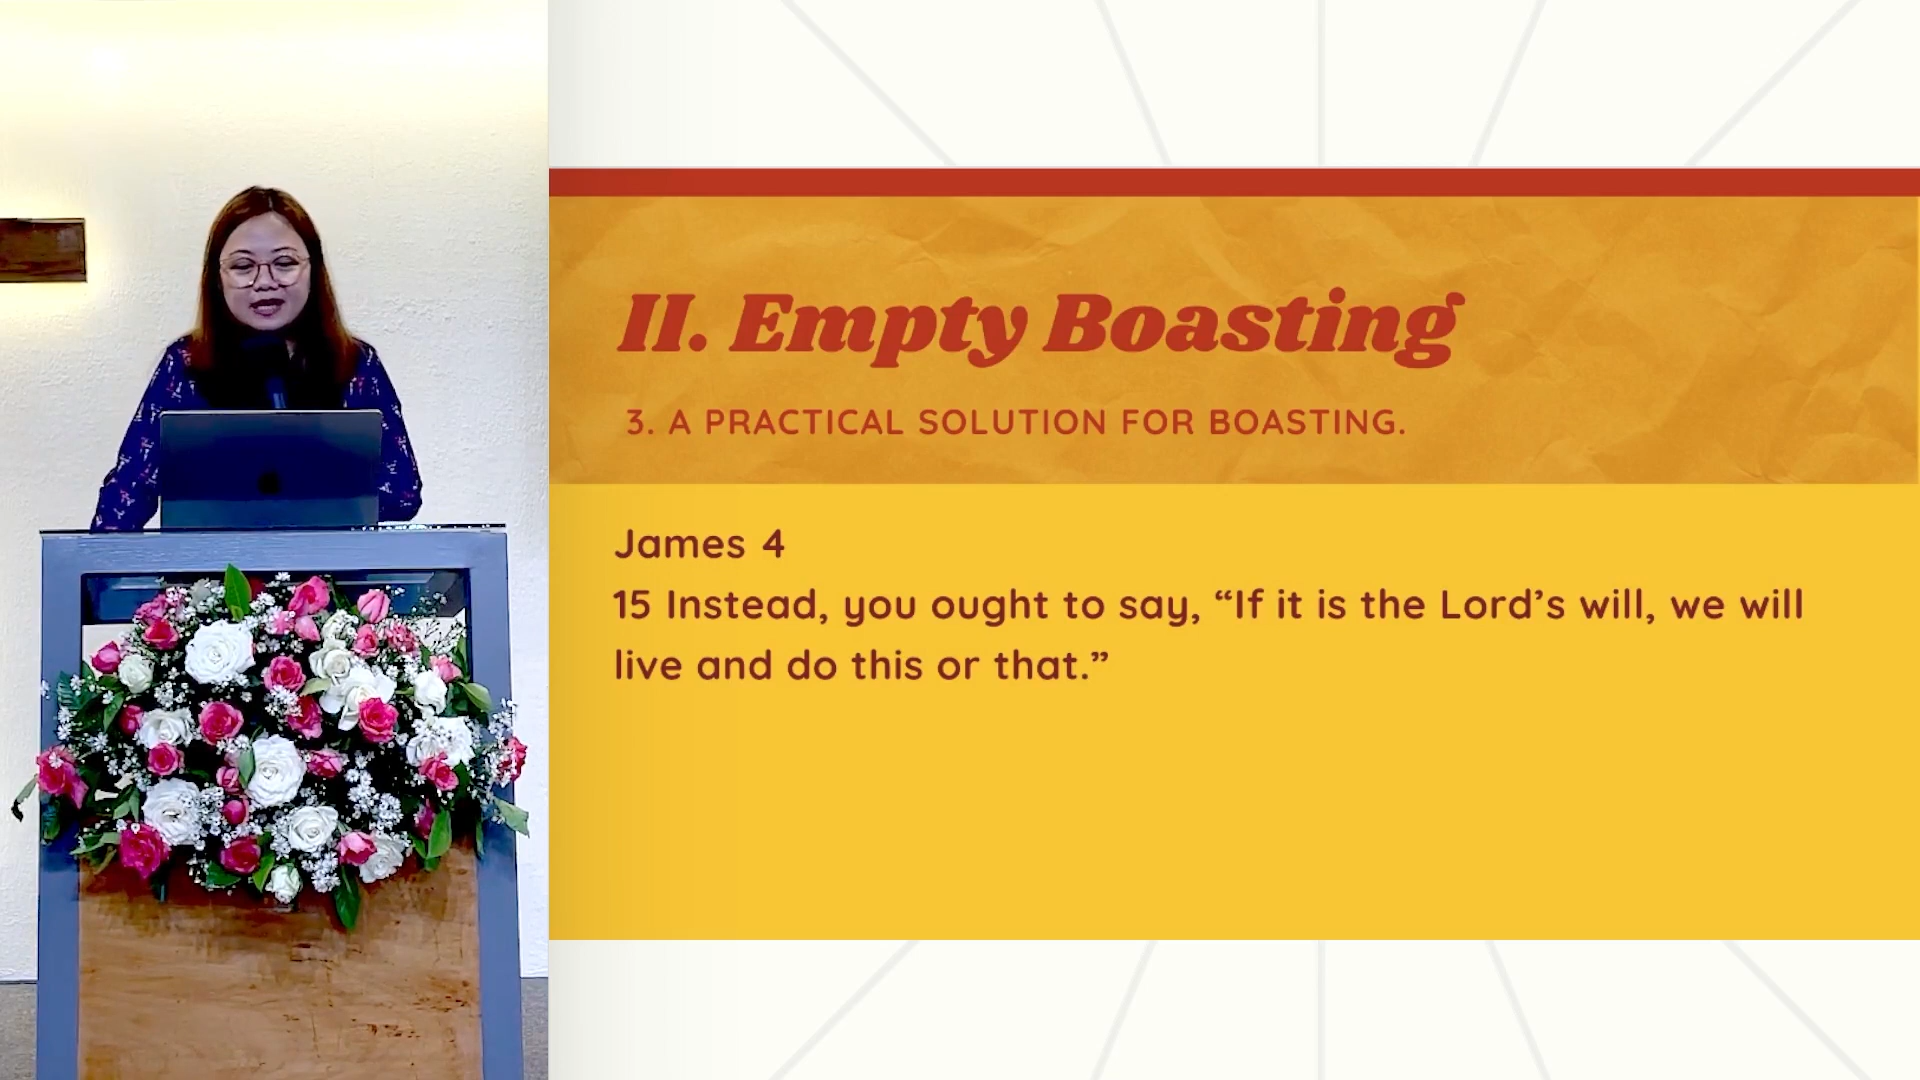 II. Empty Boasting
3. A PRACTICAL SOLUTION FOR BOASTING.
James 4
15 Instead, you ought to say, “If it is the Lord’s will, we will
live and do this or that.”